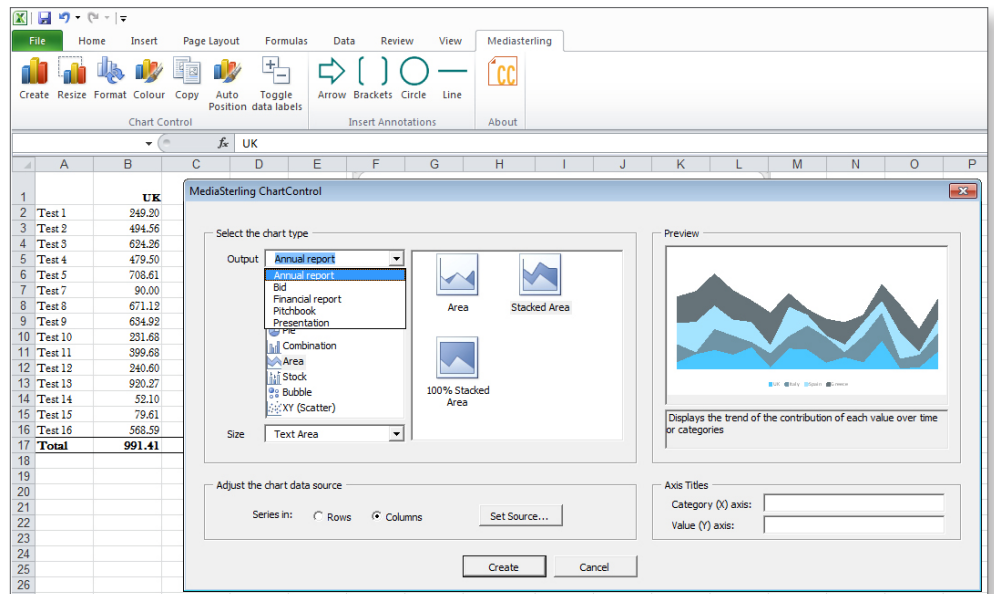 File Home Insert Page Layout Formulas Data Review View Mediasterling
Create Resize Format Colour Copy Auto Position Toggle data labels Arrow Brackets Circle Line CC
Chart Control Insert Annotations About
fx UK
A B C D E F G H I J K L M N O P
1 UK
2 Test 1 249.20
3 Test 2 494.56
4 Test 3 624.26
5 Test 4 479.50
6 Test 5 708.61
7 Test 7 90.00
8 Test 8 671.12
9 Test 9 634.92
10 Test 10 231.68
11 Test 11 399.68
12 Test 12 240.60
13 Test 13 920.27
14 Test 14 52.10
15 Test 15 79.61
16 Test 16 568.59
17 Total 991.41
18
19
20
21
22
23
24
25
26
MediaSterling ChartControl
Select the chart type
Output Annual report
Annual report
Bid
Financial report
Pitchbook
Presentation
Pie
Combination
Area
Stock
Bubble
XY (Scatter)
Size Text Area
Area Stacked Area
100% Stacked
Area
Preview
UK Italy Spain Greece
Displays the trend of the contribution of each value over time
or categories
Adjust the chart data source
Series in: Rows Columns Set Source...
Axis Titles
Category (X) axis:
Value (Y) axis:
Create Cancel